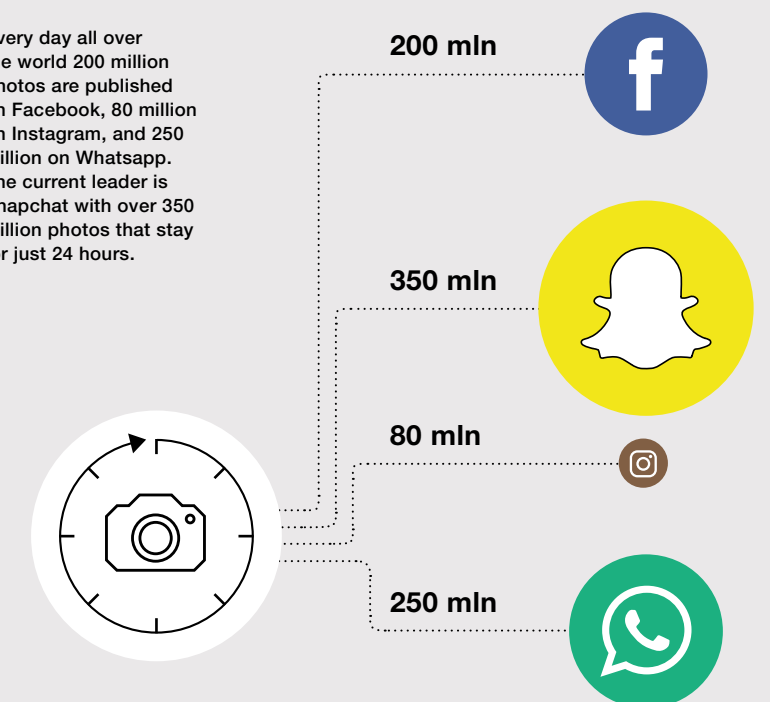 very day all over
e world 200 million
hotos are published
n Facebook, 80 million
n Instagram, and 250
illion on Whatsapp.
he current leader is
napchat with over 350
illion photos that stay
or just 24 hours.
200 mln
350 mln
80 mln
250 mln